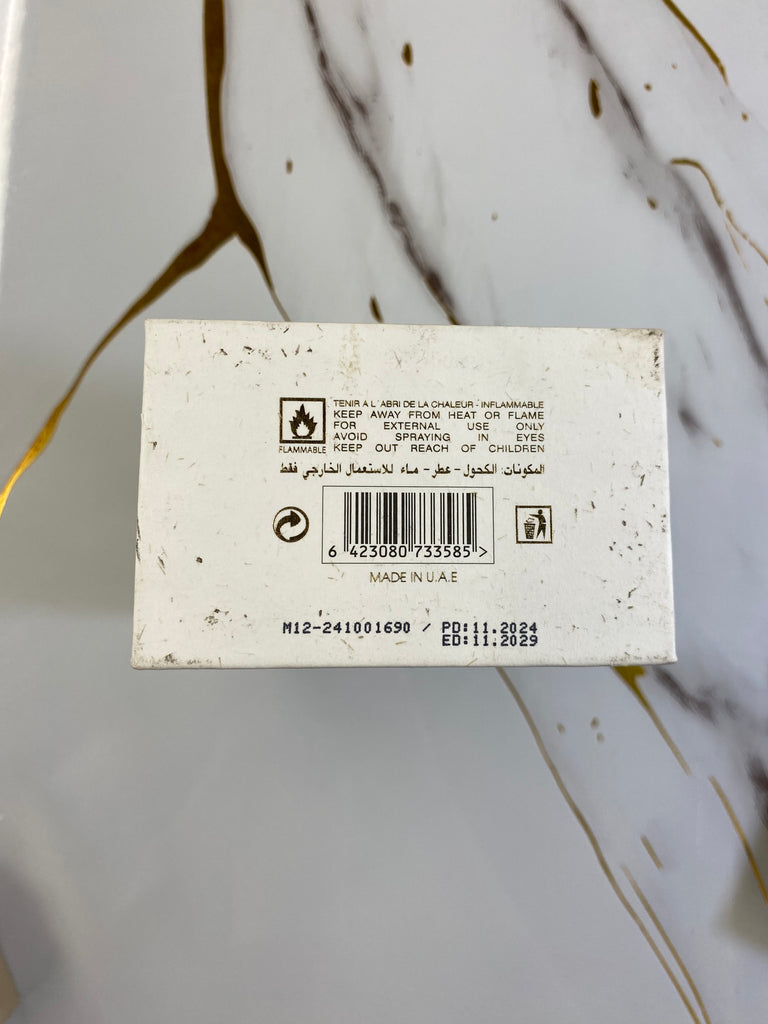 TENIR A L'ABRI DE LA CHALEUR - INFLAMMABLE
KEEP AWAY FROM HEAT OR FLAME
FOR EXTERNAL USE ONLY
AVOID SPRAYING IN EYES
KEEP OUT REACH OF CHILDREN
FLAMMABLE
المكونات: الكحول - عطر - ماء للاستعمال الخارجي فقط
6 423080 733585 >
MADE IN U.A.E
M12-241001690 / PD:11.2024
ED:11.2029